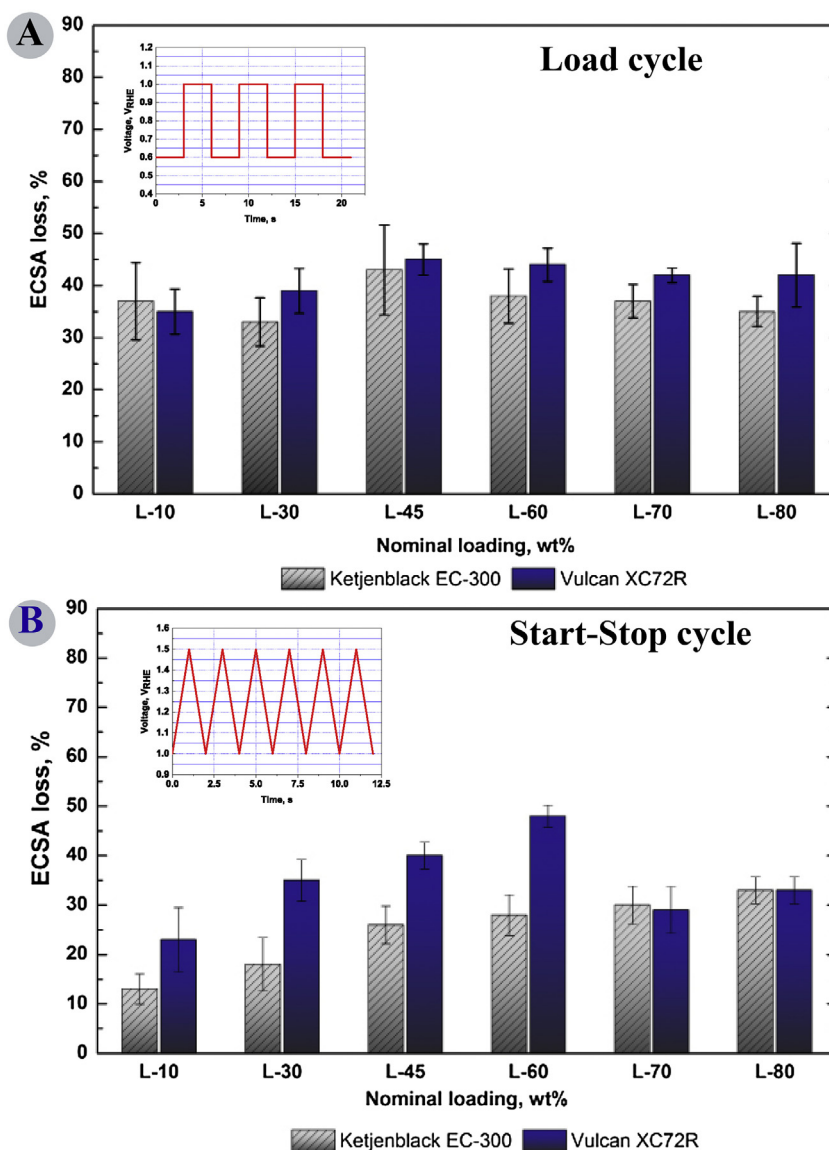 A
Load cycle
ECSA loss, %
90
80
70
60
50
40
30
20
10
0
Voltage, VRHE
1.2
1.1
1.0
0.9
0.8
0.7
0.6
0.5
0.4
0 5 10 15 20
Time, s
L-10 L-30 L-45 L-60 L-70 L-80
Nominal loading, wt%
Ketjenblack EC-300 Vulcan XC72R
B
Start-Stop cycle
ECSA loss, %
90
80
70
60
50
40
30
20
10
0
Voltage, VRHE
1.6
1.5
1.4
1.3
1.2
1.1
1.0
0.9
0.0 2.5 5.0 7.5 10.0 12.5
Time, s
L-10 L-30 L-45 L-60 L-70 L-80
Nominal loading, wt%
Ketjenblack EC-300 Vulcan XC72R